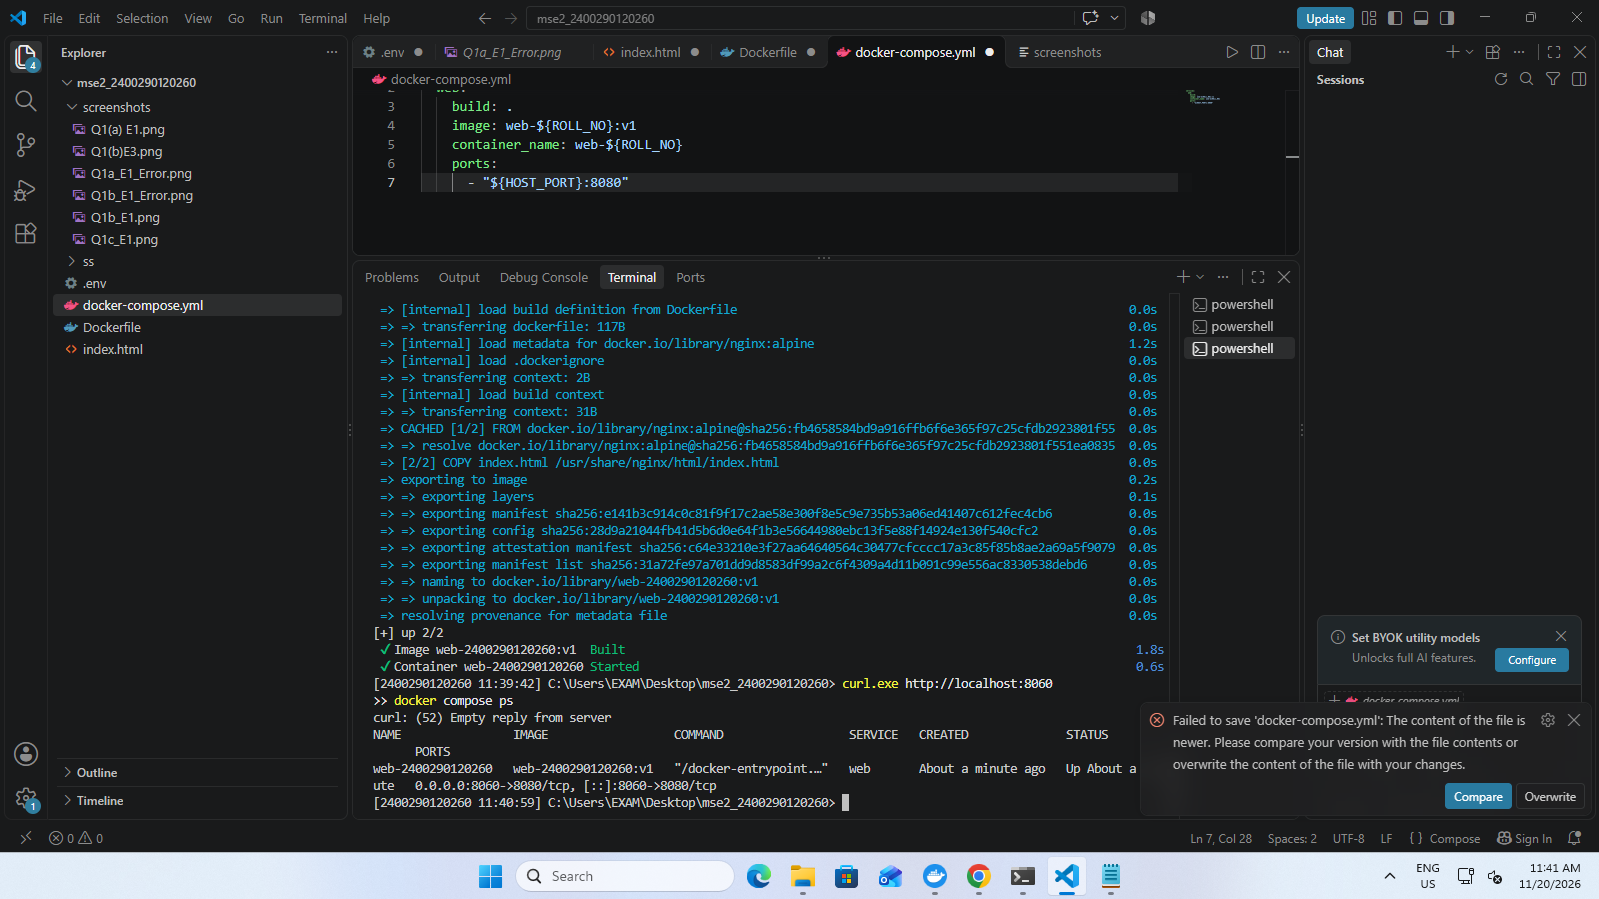 File Edit Selection View Go Run Terminal Help
mse2_2400290120260
Update
Explorer
mse2_2400290120260
screenshots
Q1(a) E1.png
Q1(b)E3.png
Q1a_E1_Error.png
Q1b_E1_Error.png
Q1b_E1.png
Q1c_E1.png
ss
.env
docker-compose.yml
Dockerfile
index.html
Outline
Timeline
4
1
.env
Q1a_E1_Error.png
index.html
Dockerfile
docker-compose.yml
screenshots
docker-compose.yml
2 web:
3 build: .
4 image: web-${ROLL_NO}:v1
5 container_name: web-${ROLL_NO}
6 ports:
7 - "${HOST_PORT}:8080"
Problems Output Debug Console Terminal Ports
powershell
powershell
powershell
=> [internal] load build definition from Dockerfile 0.0s
=> => transferring dockerfile: 117B 0.0s
=> [internal] load metadata for docker.io/library/nginx:alpine 1.2s
=> [internal] load .dockerignore 0.0s
=> => transferring context: 2B 0.0s
=> [internal] load build context 0.0s
=> => transferring context: 31B 0.0s
=> CACHED [1/2] FROM docker.io/library/nginx:alpine@sha256:fb4658584bd9a916ffb6f6e365f97c25cfdb2923801f55 0.0s
=> => resolve docker.io/library/nginx:alpine@sha256:fb4658584bd9a916ffb6f6e365f97c25cfdb2923801f551ea0835 0.0s
=> [2/2] COPY index.html /usr/share/nginx/html/index.html 0.0s
=> exporting to image 0.2s
=> => exporting layers 0.1s
=> => exporting manifest sha256:e141b3c914c0c81f9f17c2ae58e300f8e5c9e735b53a06ed41407c612fec4cb6 0.0s
=> => exporting config sha256:28d9a21044fb41d5b6d0e64f1b3e56644980ebc13f5e88f14924e130f540cfc2 0.0s
=> => exporting attestation manifest sha256:c64e33210e3f27aa64640564c30477cfcccc17a3c85f85b8ae2a69a5f9079 0.0s
=> => exporting manifest list sha256:31a72fe97a701dd9d8583df99a2c6f4309a4d11b091c99e556ac8330538debd6 0.0s
=> => naming to docker.io/library/web-2400290120260:v1 0.0s
=> => unpacking to docker.io/library/web-2400290120260:v1 0.0s
=> resolving provenance for metadata file 0.0s
[+] up 2/2
✓ Image web-2400290120260:v1 Built 1.8s
✓ Container web-2400290120260 Started 0.6s
[2400290120260 11:39:42] C:\Users\EXAM\Desktop\mse2_2400290120260> curl.exe http://localhost:8060
>> docker compose ps
curl: (52) Empty reply from server
NAME IMAGE COMMAND SERVICE CREATED STATUS
PORTS
web-2400290120260 web-2400290120260:v1 "/docker-entrypoint.…" web About a minute ago Up About a
ute 0.0.0.0:8060->8080/tcp, [::]:8060->8080/tcp
[2400290120260 11:40:59] C:\Users\EXAM\Desktop\mse2_2400290120260>
Chat
Sessions
Set BYOK utility models
Unlocks full AI features.
Configure
docker-compose.yml
Failed to save 'docker-compose.yml': The content of the file is
newer. Please compare your version with the file contents or
overwrite the content of the file with your changes.
Compare Overwrite
0 0
Ln 7, Col 28 Spaces: 2 UTF-8 LF { } Compose Sign In
Search
ENG
US
11:41 AM
11/20/2026